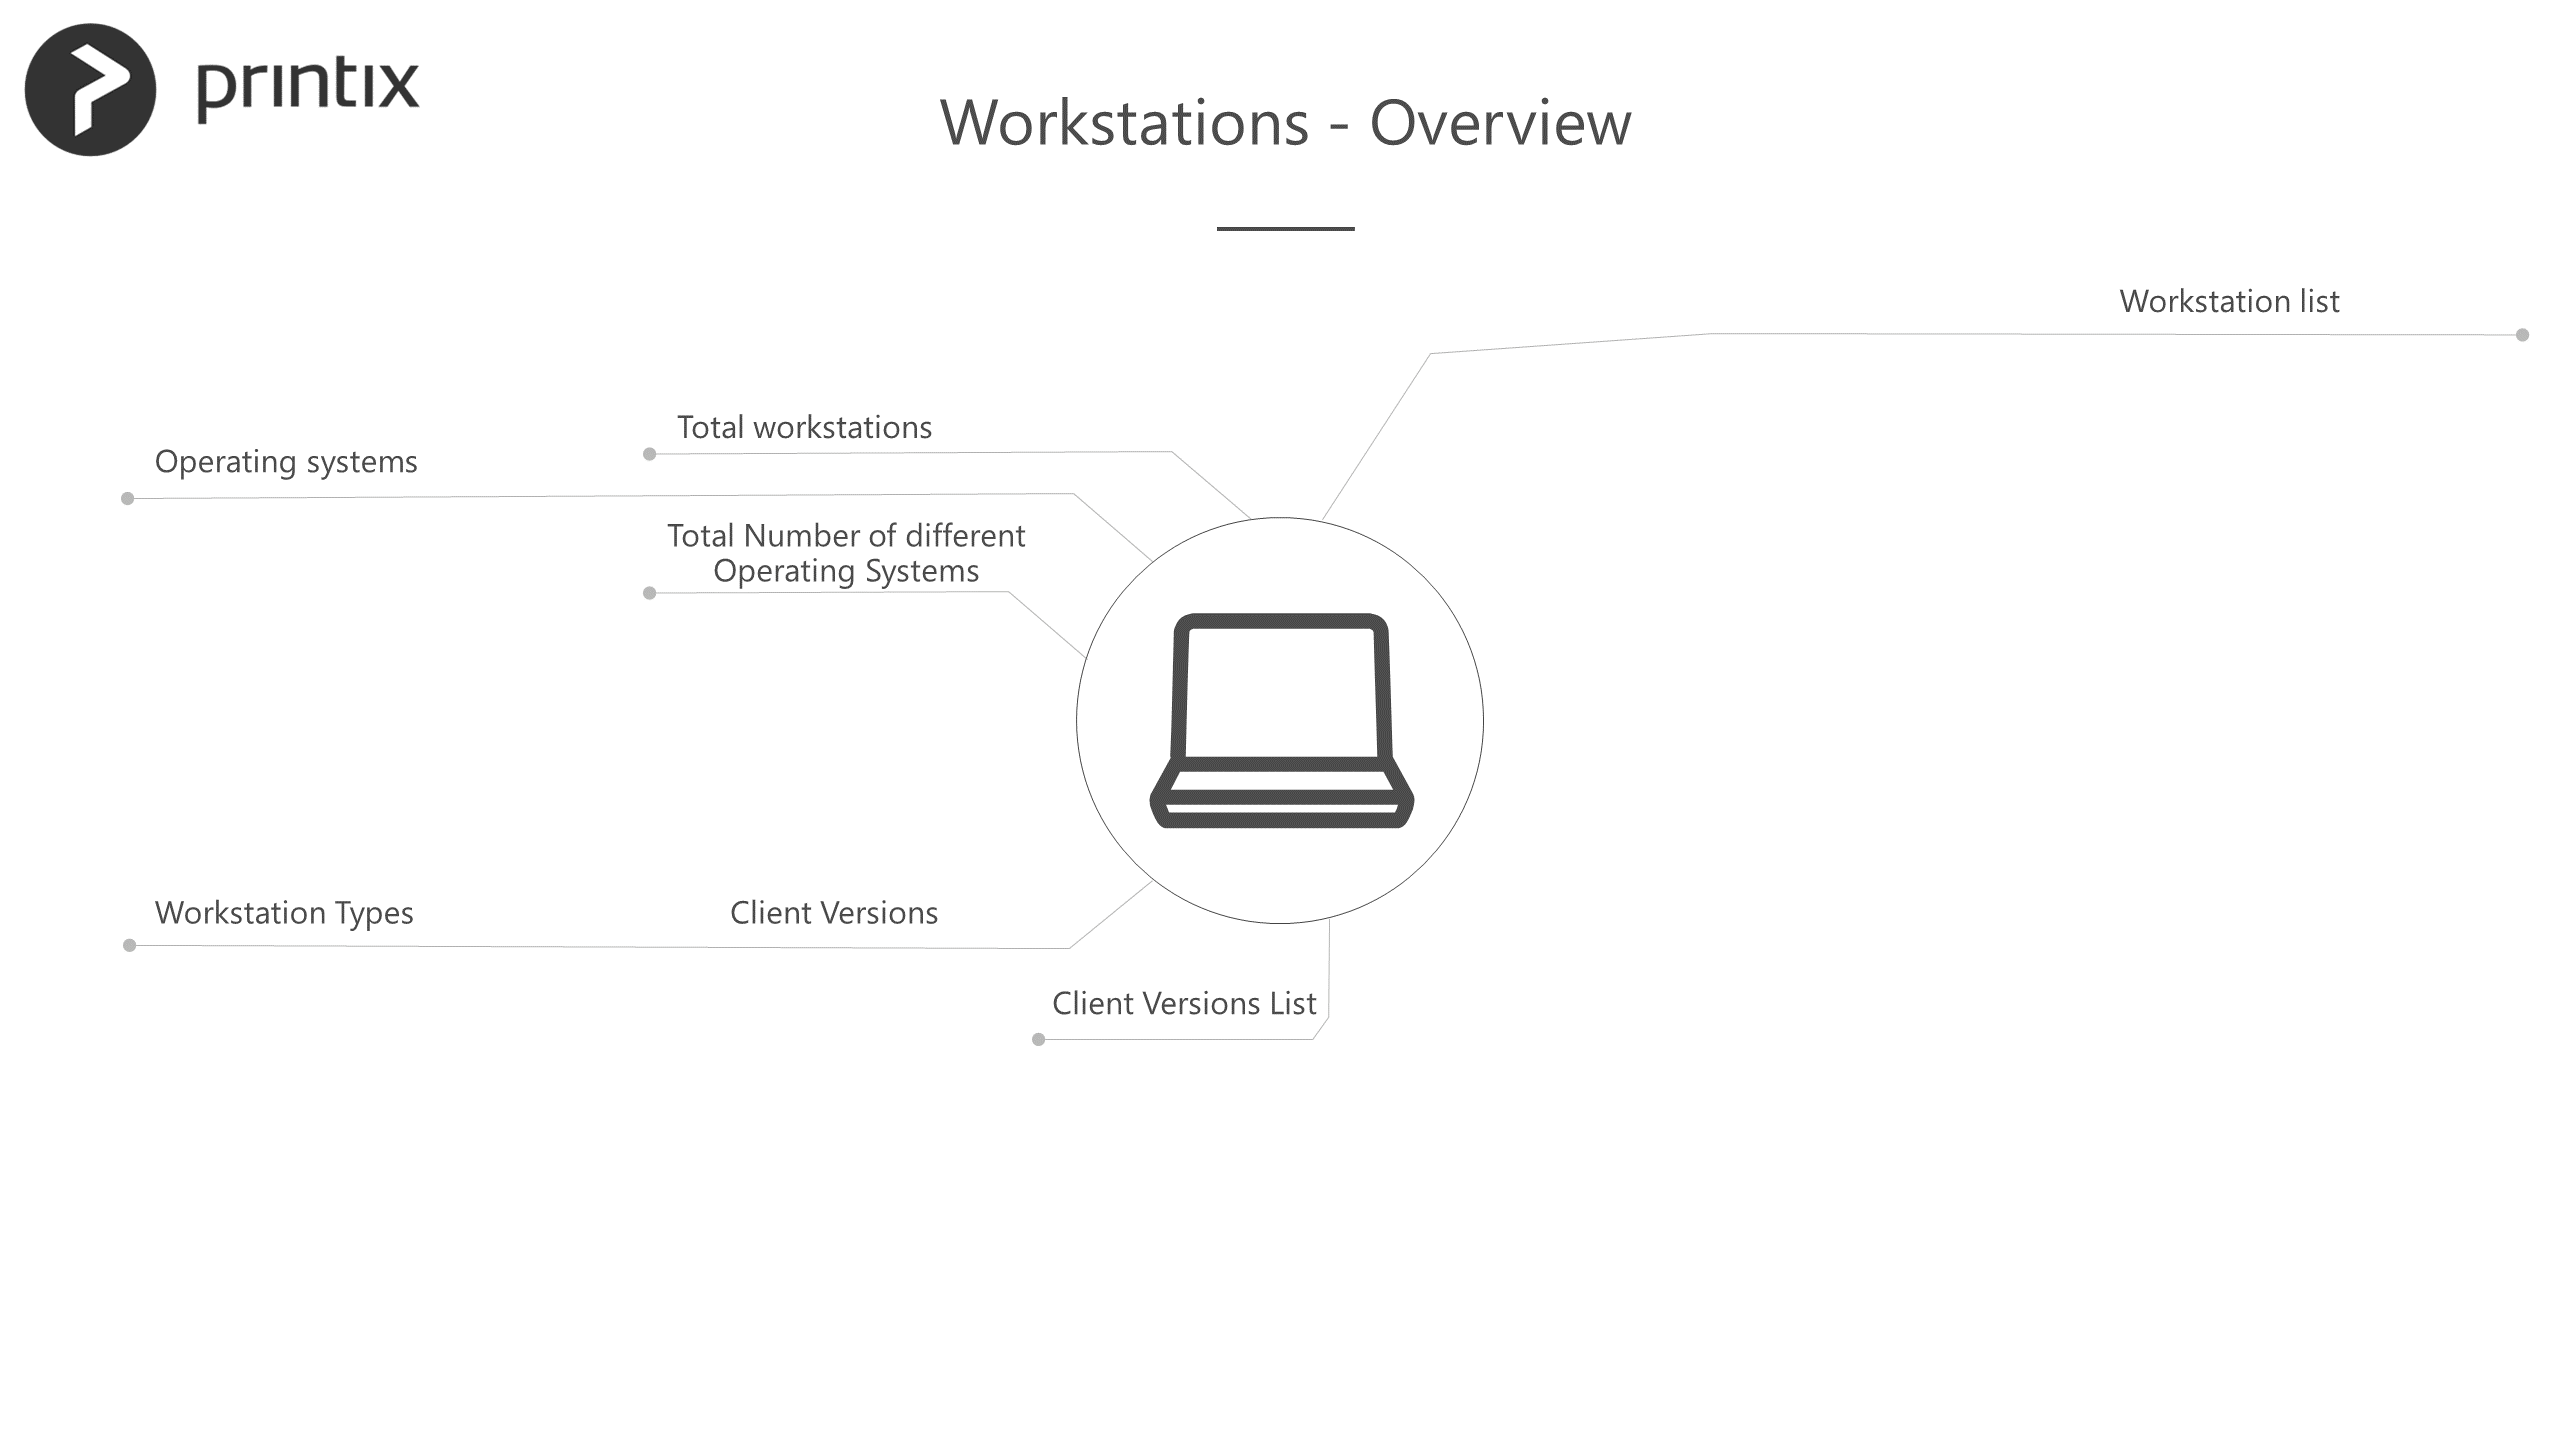 printix
Workstations - Overview
Workstation list
Total workstations
Operating systems
Total Number of different
Operating Systems
Workstation Types
Client Versions
Client Versions List